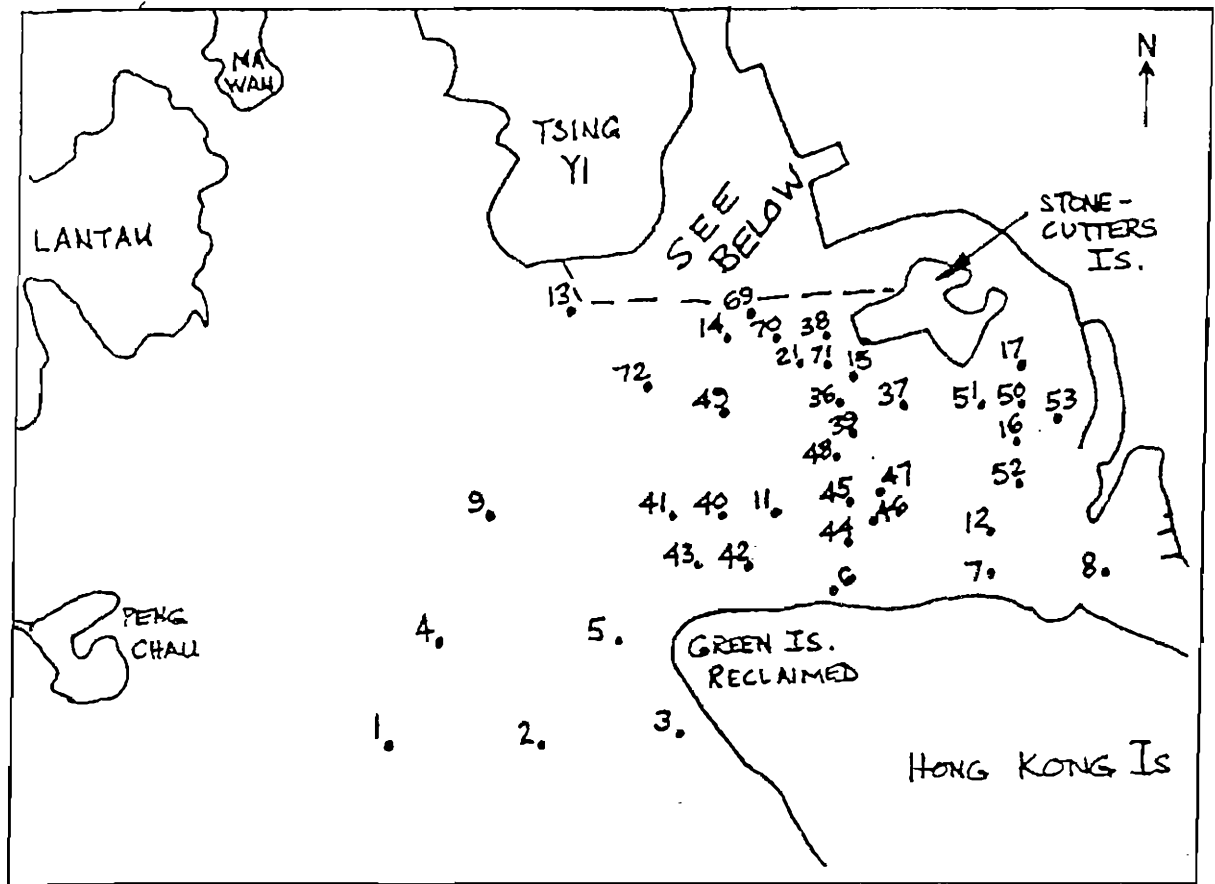 N
MA
WAH
TSING
YI
SEE
BELOW
STONE-
CUTTERS
IS.
LANTAH
13
69
14
70
38
21
71
15
17
72
49
36
37
51
50
53
39
16
48
52
9
41
40
11
45
47
46
44
12
43
42
6
7
8
PENG
CHAU
4
5
GREEN IS.
RECLAIMED
1
2
3
HONG KONG IS